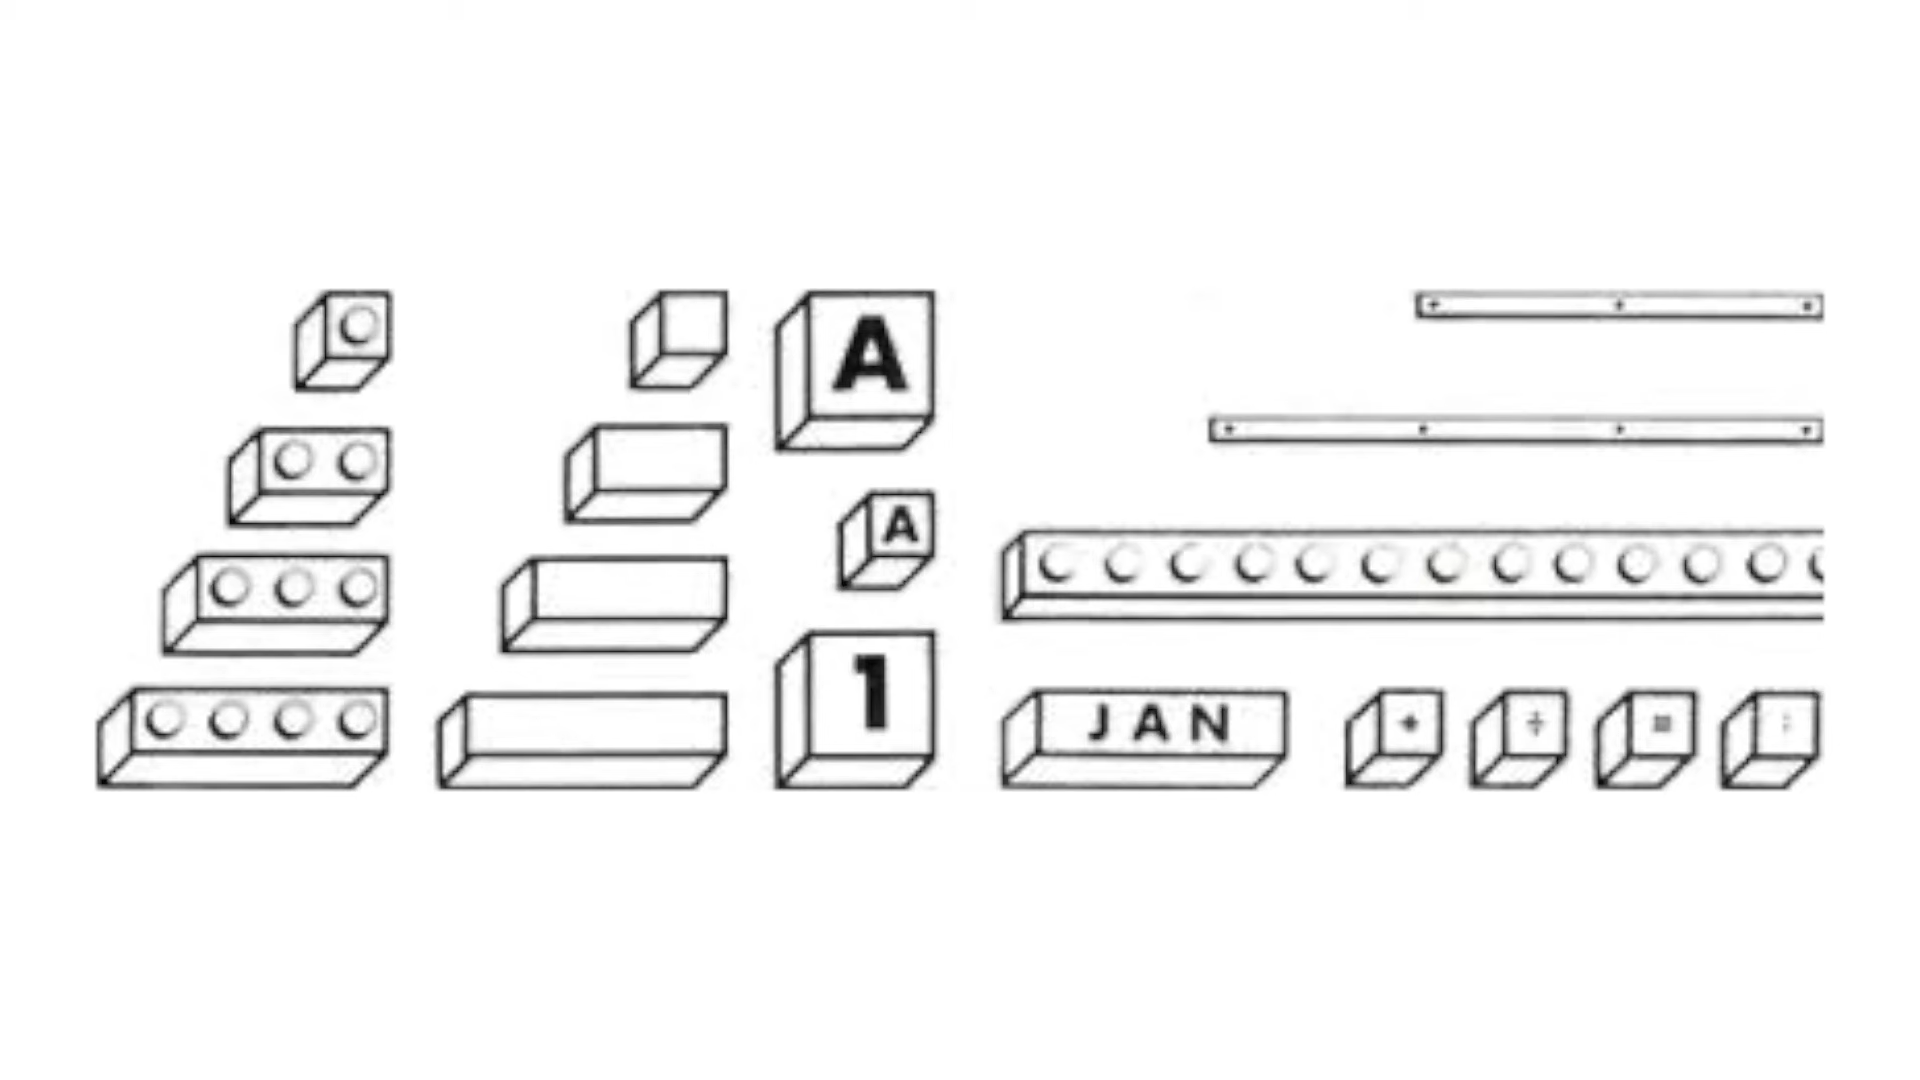 A
A
1
JAN
+ ÷ = :